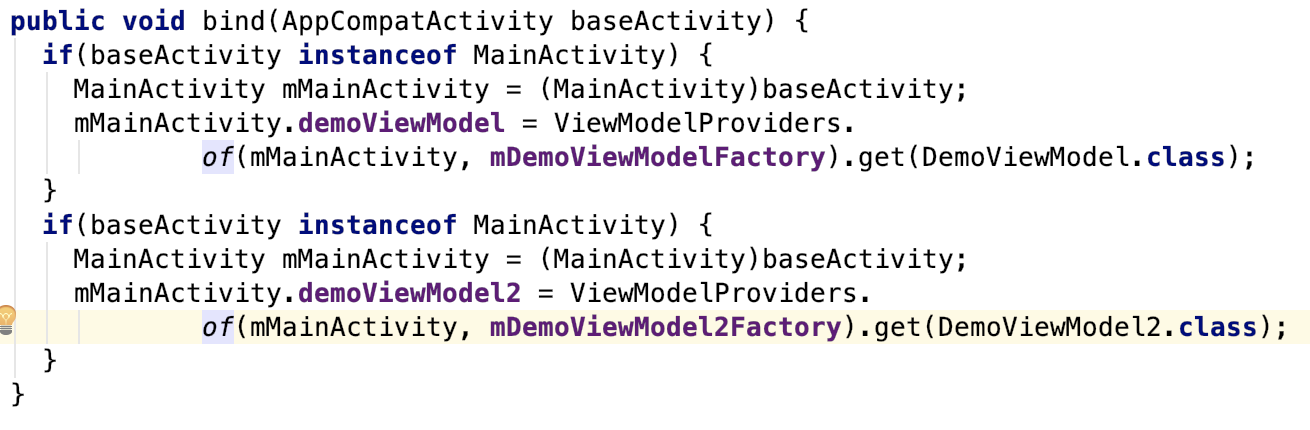 public void bind(AppCompatActivity baseActivity) {
if(baseActivity instanceof MainActivity) {
MainActivity mMainActivity = (MainActivity)baseActivity;
mMainActivity.demoViewModel = ViewModelProviders.
of(mMainActivity, mDemoViewModelFactory).get(DemoViewModel.class);
}
if(baseActivity instanceof MainActivity) {
MainActivity mMainActivity = (MainActivity)baseActivity;
mMainActivity.demoViewModel2 = ViewModelProviders.
of(mMainActivity, mDemoViewModel2Factory).get(DemoViewModel2.class);
}
}